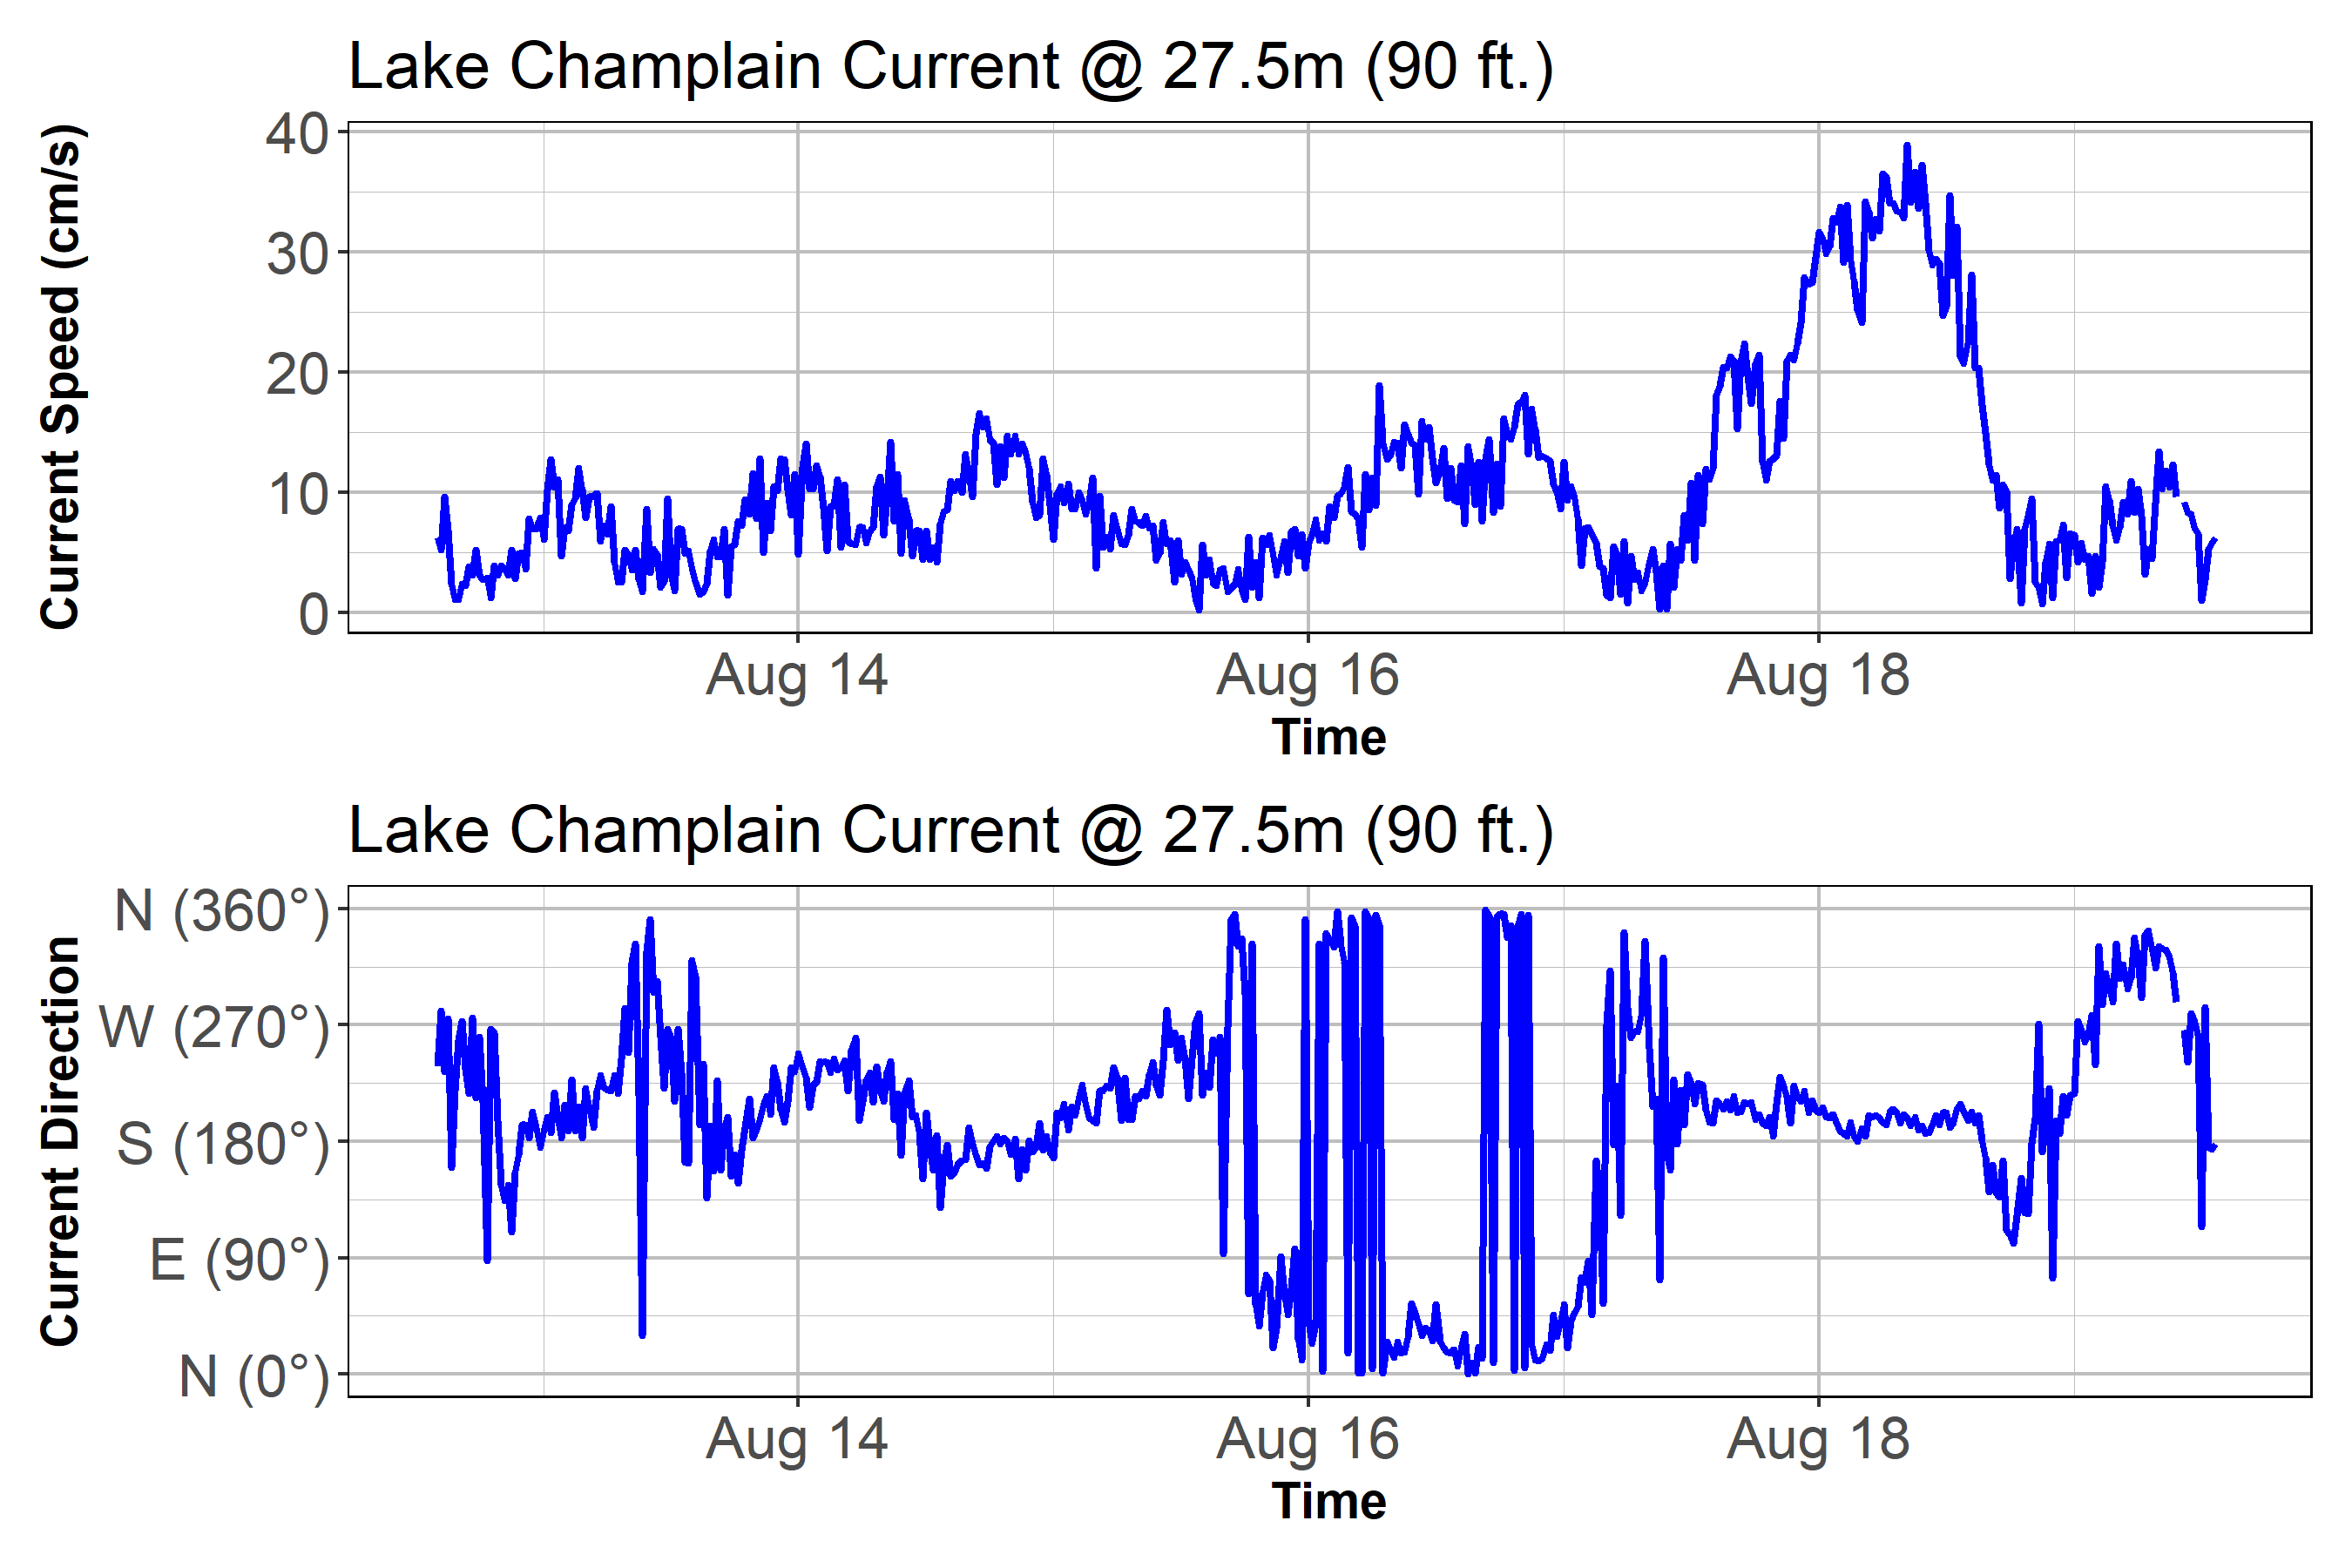 Lake Champlain Current @ 27.5m (90 ft.)
Current Speed (cm/s)
40
30
20
10
0
Aug 14 Aug 16 Aug 18
Time
Lake Champlain Current @ 27.5m (90 ft.)
Current Direction
N (360°)
W (270°)
S (180°)
E (90°)
N (0°)
Aug 14 Aug 16 Aug 18
Time